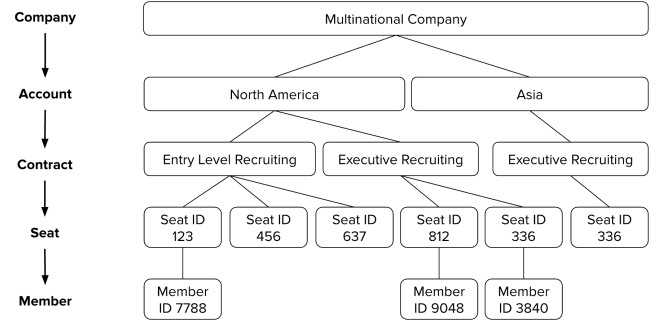 Company
Multinational Company
Account
North America
Asia
Contract
Entry Level Recruiting
Executive Recruiting
Executive Recruiting
Seat
Seat ID
123
Seat ID
456
Seat ID
637
Seat ID
812
Seat ID
336
Seat ID
336
Member
Member
ID 7788
Member
ID 9048
Member
ID 3840